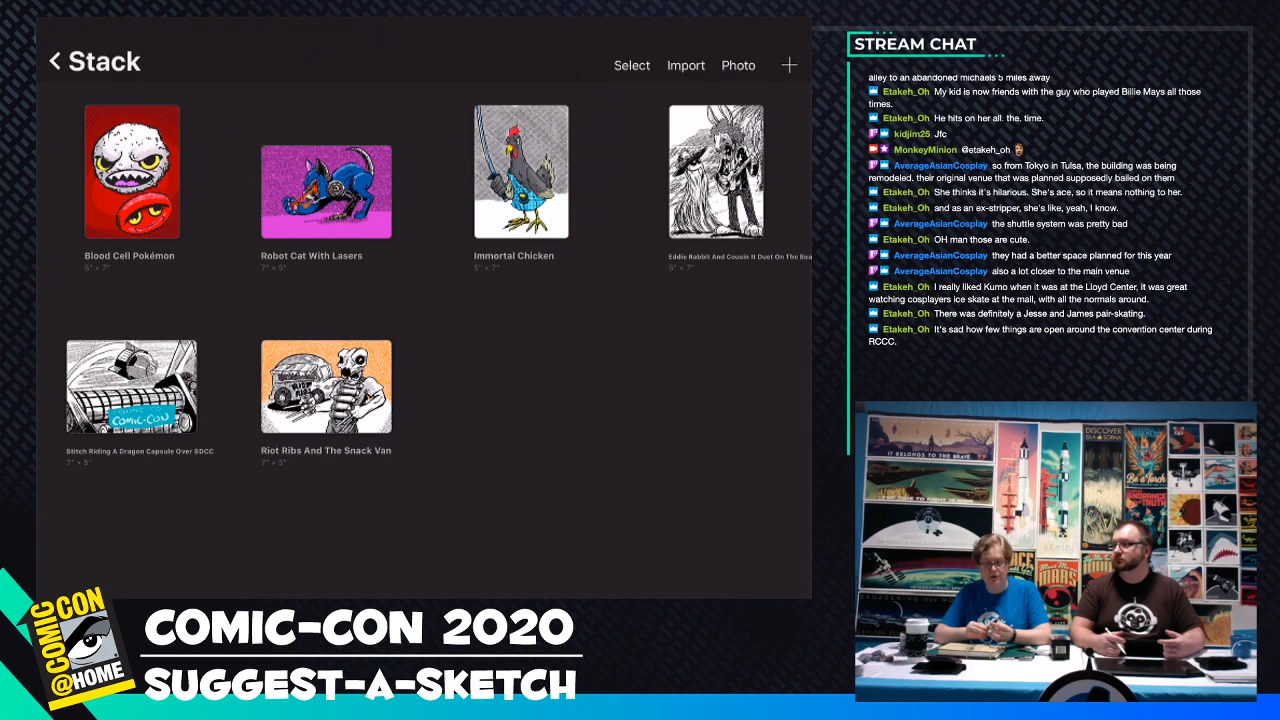 Stack
Select Import Photo
Blood Cell Pokémon
5" × 7"
Robot Cat With Lasers
7" × 5"
Immortal Chicken
5" × 7"
Eddie Rabbit And Cousin It Duet On The Bea
5" × 7"
COMIC-CON
Stitch Riding A Dragon Capsule Over SDCC
7" × 5"
Riot Ribs And The Snack Van
7" × 5"
STREAM CHAT
alley to an abandoned michaels 5 miles away
Etakeh_Oh My kid is now friends with the guy who played Billie Mays all those
times.
Etakeh_Oh He hits on her all. the. time.
kidjim25 Jfc
MonkeyMinion @etakeh_oh
AverageAsianCosplay so from Tokyo in Tulsa, the building was being
remodeled. their original venue that was planned supposedly bailed on them
Etakeh_Oh She thinks it's hilarious. She's ace, so it means nothing to her.
Etakeh_Oh and as an ex-stripper, she's like, yeah, I know.
AverageAsianCosplay the shuttle system was pretty bad
Etakeh_Oh OH man those are cute.
AverageAsianCosplay they had a better space planned for this year
AverageAsianCosplay also a lot closer to the main venue
Etakeh_Oh I really liked Kumo when it was at the Lloyd Center, it was great
watching cosplayers ice skate at the mall, with all the normals around.
Etakeh_Oh There was definitely a Jesse and James pair-skating.
Etakeh_Oh It's sad how few things are open around the convention center during
RCCC.
IT BELONGS TO THE BRAVE
DISCOVER
ISLA SORNA
Be a Torch
IGNORANCE
TRUTH
GEMINI
MARS
INTERNATIONAL
COMIC CON
COMIC
@HOME
COMIC-CON 2020
SUGGEST-A-SKETCH